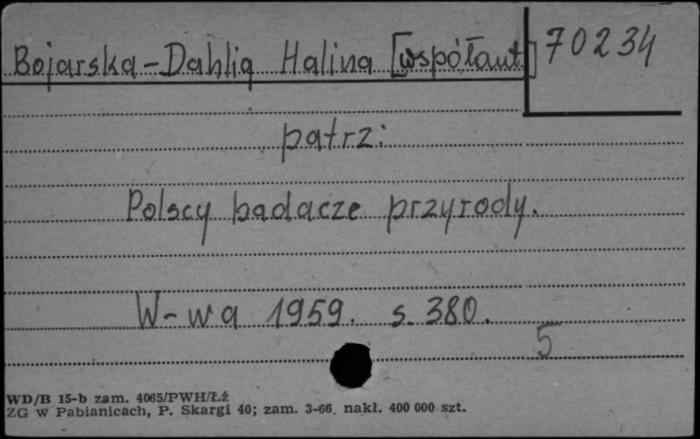 Bojarska-Dahlig Halina [współaut.] 70234
patrz:
Polscy badacze przyrody.
W-wa 1959. s. 380.
5
WD/B 15-b zam. 4065/PWH/Łź
ZG w Pabianicach, P. Skargi 40; zam. 3-66. nakł. 400 000 szt.